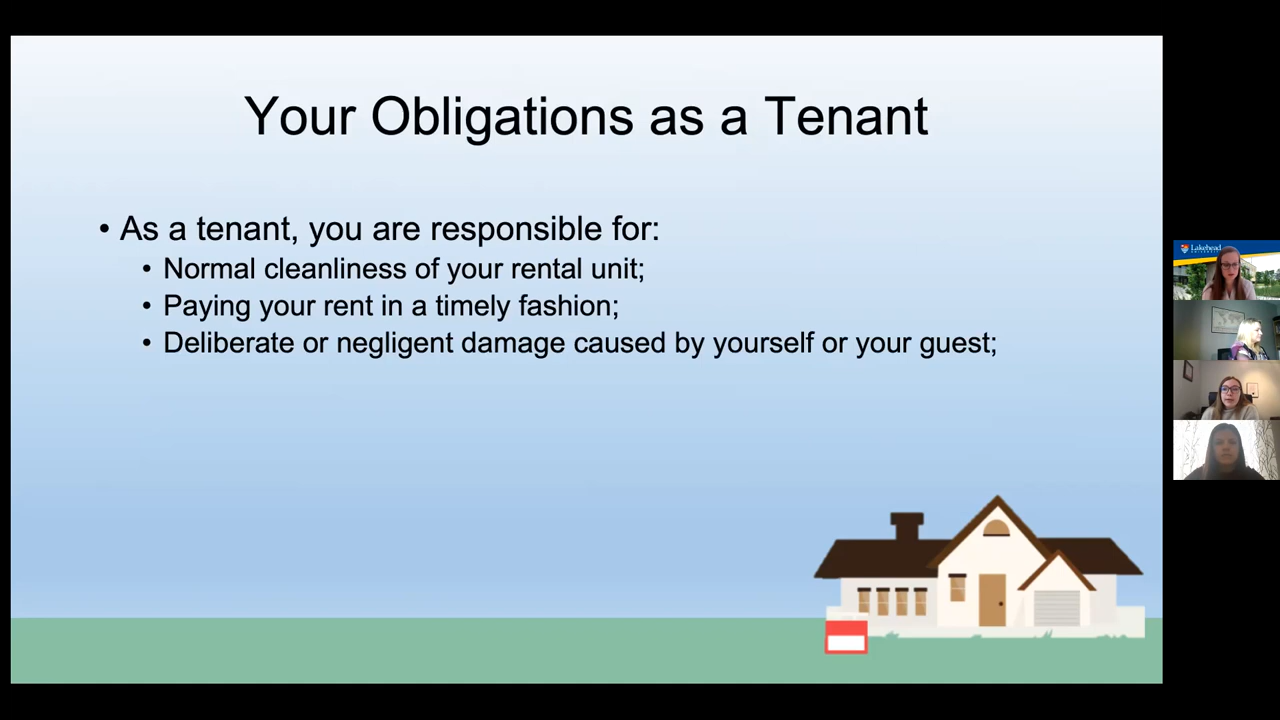 Your Obligations as a Tenant
• As a tenant, you are responsible for:
• Normal cleanliness of your rental unit;
• Paying your rent in a timely fashion;
• Deliberate or negligent damage caused by yourself or your guest;
Lakehead
UNIVERSITY